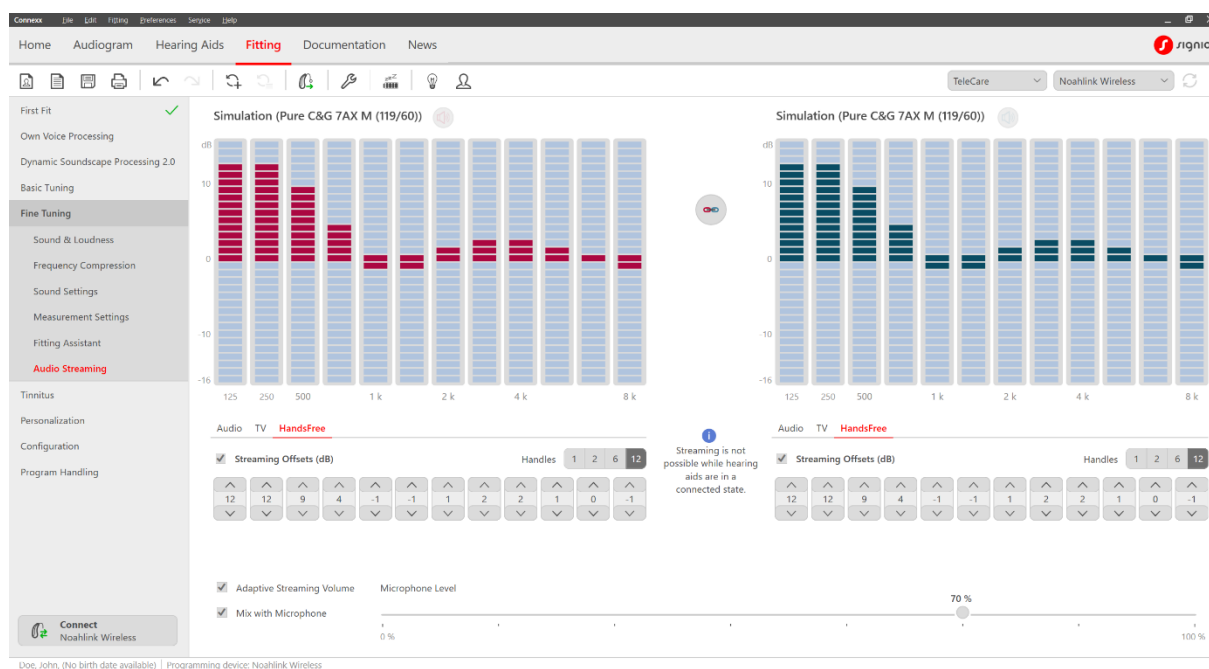 Connexx File Edit Fitting Preferences Service Help
Home Audiogram Hearing Aids Fitting Documentation News
TeleCare Noahlink Wireless
First Fit
Own Voice Processing
Dynamic Soundscape Processing 2.0
Basic Tuning
Fine Tuning
Sound & Loudness
Frequency Compression
Sound Settings
Measurement Settings
Fitting Assistant
Audio Streaming
Tinnitus
Personalization
Configuration
Program Handling
Connect
Noahlink Wireless
Simulation (Pure C&G 7AX M (119/60))
dB
10
0
-10
-16
125 250 500 1 k 2 k 4 k 8 k
Audio TV HandsFree
Streaming Offsets (dB) Handles 1 2 6 12
12 12 9 4 -1 -1 1 2 2 1 0 -1
Streaming is not
possible while hearing
aids are in a
connected state.
Simulation (Pure C&G 7AX M (119/60))
dB
10
0
-10
-16
125 250 500 1 k 2 k 4 k 8 k
Audio TV HandsFree
Streaming Offsets (dB) Handles 1 2 6 12
12 12 9 4 -1 -1 1 2 2 1 0 -1
Adaptive Streaming Volume Microphone Level
Mix with Microphone
70 %
0 % 100 %
Doe, John, (No birth date available) Programming device: Noahlink Wireless